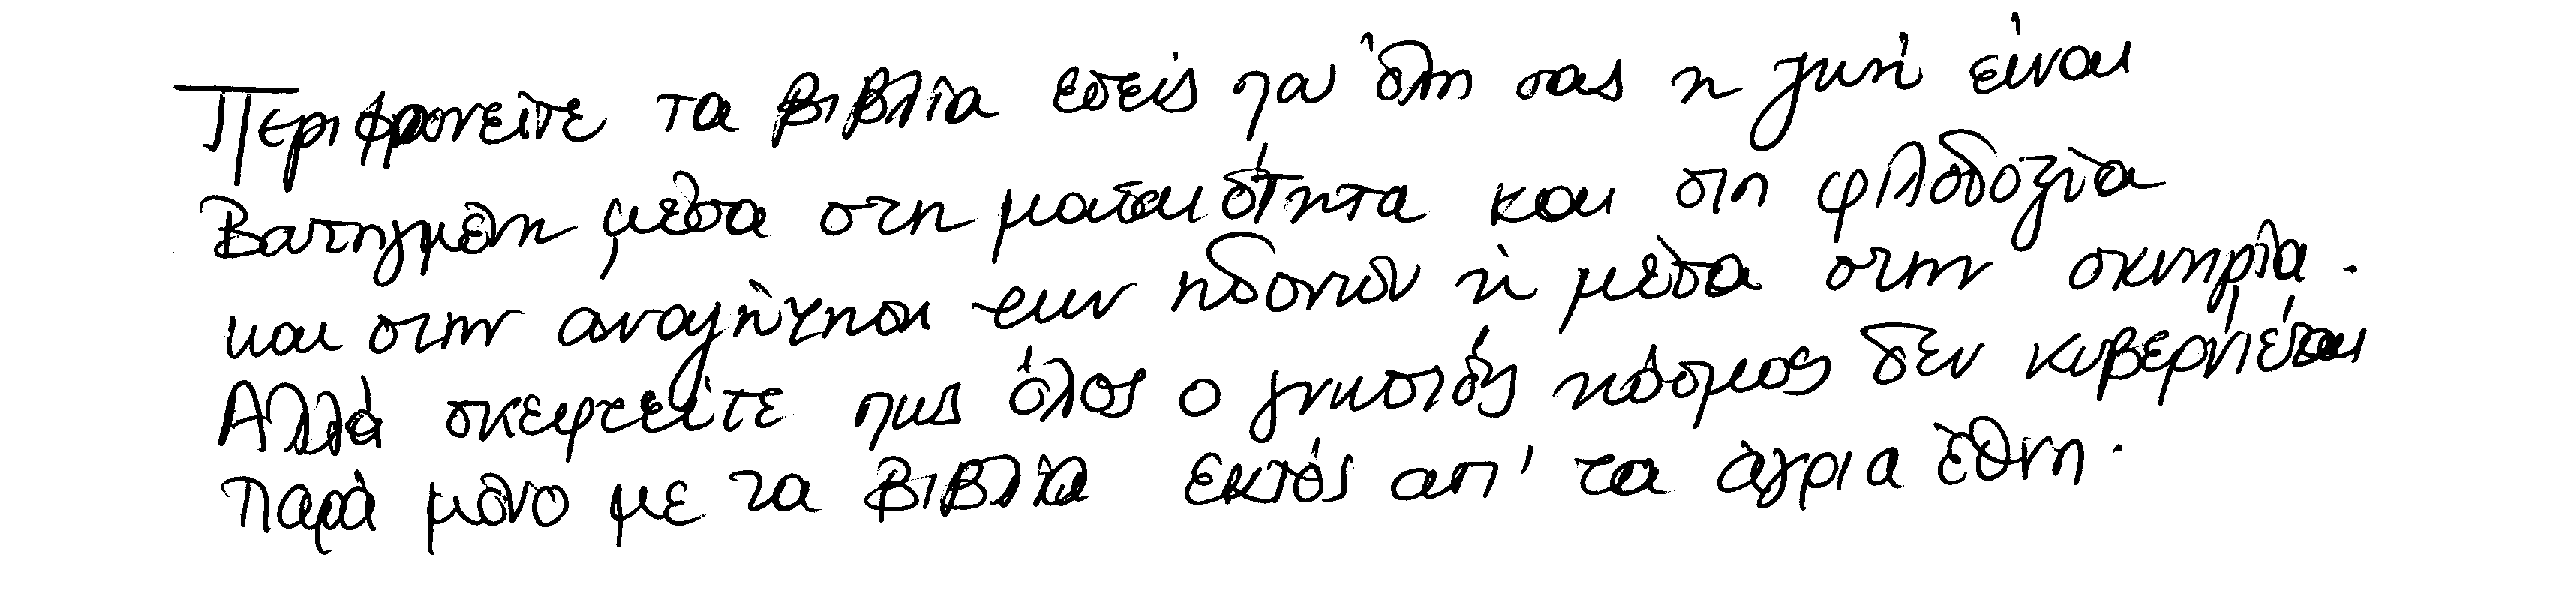 Περιφρονείτε τα βιβλία εσείς πα όλη σας η ζωή είναι
Βατηγμένη μέσα στη ματαιότητα και στη φιλοδοξία
και στην αναζήτηση των ηδονών ή μέσα στην οκνηρία.
Αλλά σκεφτείτε πως όλος ο γνωστός κόσμος δεν κυβερνιέται
παρά μόνο με τα βιβλία εκτός απ' τα άγρια έθνη.